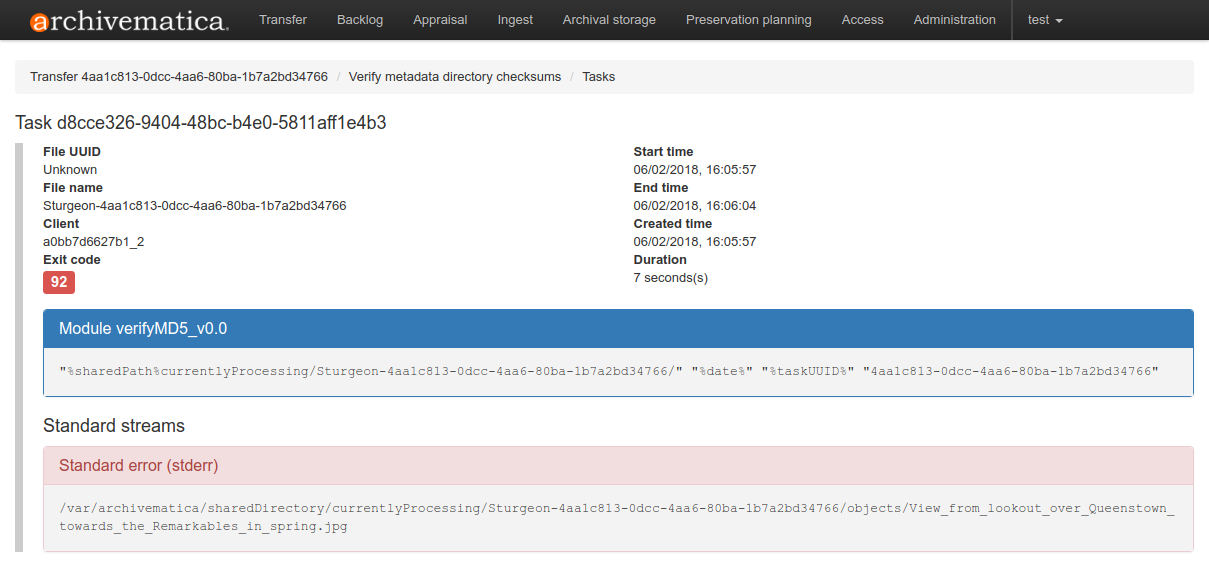 archivematica. Transfer Backlog Appraisal Ingest Archival storage Preservation planning Access Administration test
Transfer 4aa1c813-0dcc-4aa6-80ba-1b7a2bd34766 / Verify metadata directory checksums / Tasks
Task d8cce326-9404-48bc-b4e0-5811aff1e4b3
File UUID
Unknown
File name
Sturgeon-4aa1c813-0dcc-4aa6-80ba-1b7a2bd34766
Client
a0bb7d6627b1_2
Exit code
92
Start time
06/02/2018, 16:05:57
End time
06/02/2018, 16:06:04
Created time
06/02/2018, 16:05:57
Duration
7 seconds(s)
Module verifyMD5_v0.0
"%sharedPath%currentlyProcessing/Sturgeon-4aa1c813-0dcc-4aa6-80ba-1b7a2bd34766/" "%date%" "%taskUUID%" "4aa1c813-0dcc-4aa6-80ba-1b7a2bd34766"
Standard streams
Standard error (stderr)
/var/archivematica/sharedDirectory/currentlyProcessing/Sturgeon-4aa1c813-0dcc-4aa6-80ba-1b7a2bd34766/objects/View_from_lookout_over_Queenstown_
towards_the_Remarkables_in_spring.jpg